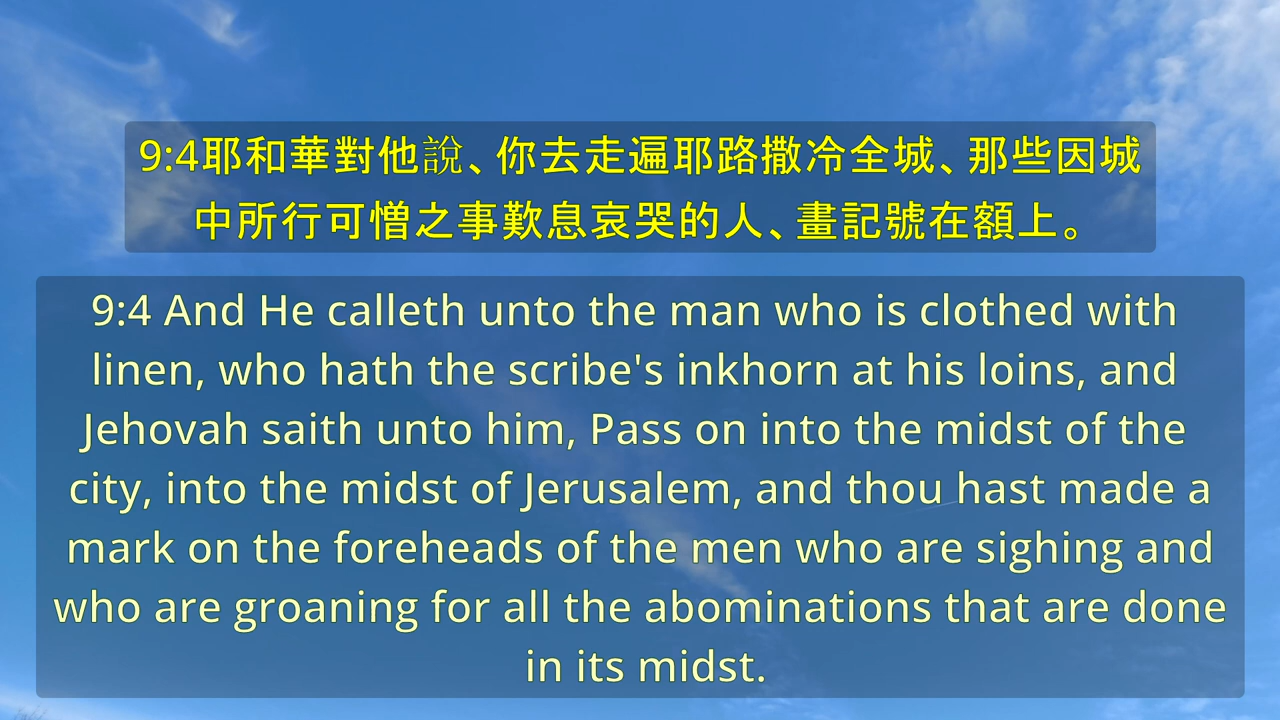 9:4耶和華對他說、你去走遍耶路撒冷全城、那些因城
中所行可憎之事歎息哀哭的人、畫記號在額上。
9:4 And He calleth unto the man who is clothed with
linen, who hath the scribe's inkhorn at his loins, and
Jehovah saith unto him, Pass on into the midst of the
city, into the midst of Jerusalem, and thou hast made a
mark on the foreheads of the men who are sighing and
who are groaning for all the abominations that are done
in its midst.